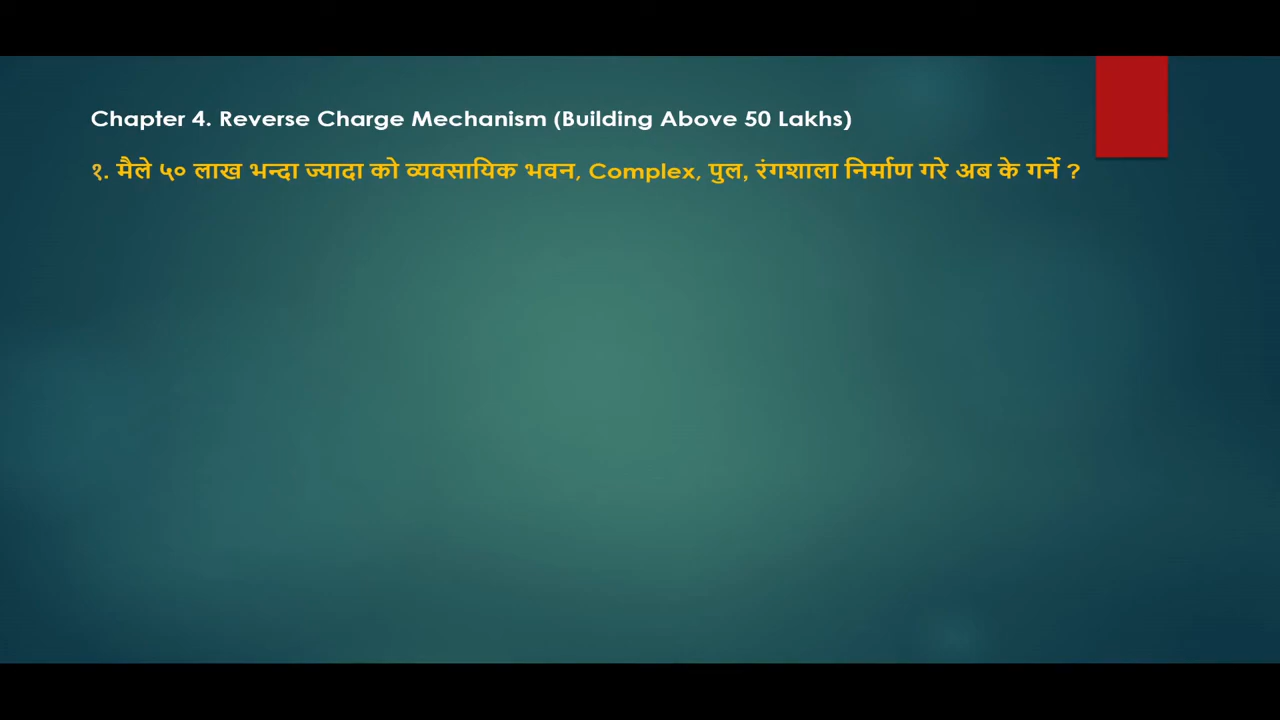 Chapter 4. Reverse Charge Mechanism (Building Above 50 Lakhs)
१. मैले ५० लाख भन्दा ज्यादा को व्यवसायिक भवन, Complex, पुल, रंगशाला निर्माण गरे अब के गर्ने ?